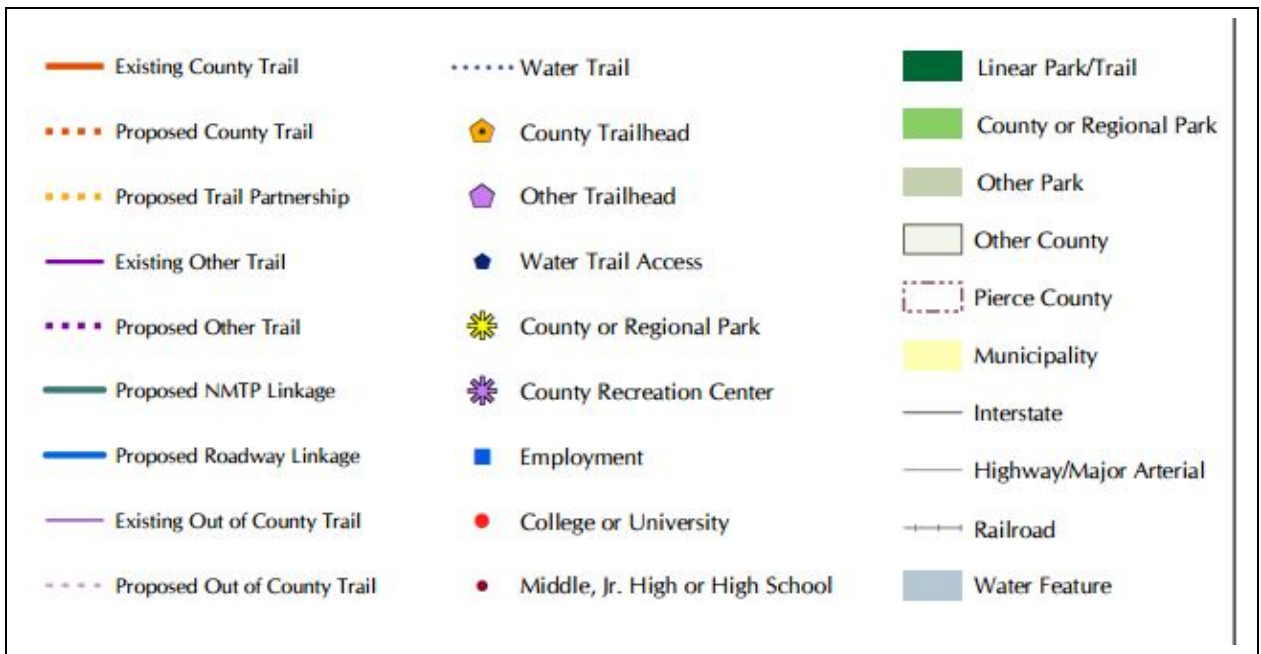 Existing County Trail
Proposed County Trail
Proposed Trail Partnership
Existing Other Trail
Proposed Other Trail
Proposed NMTP Linkage
Proposed Roadway Linkage
Existing Out of County Trail
Proposed Out of County Trail
Water Trail
County Trailhead
Other Trailhead
Water Trail Access
County or Regional Park
County Recreation Center
Employment
College or University
Middle, Jr. High or High School
Linear Park/Trail
County or Regional Park
Other Park
Other County
Pierce County
Municipality
Interstate
Highway/Major Arterial
Railroad
Water Feature